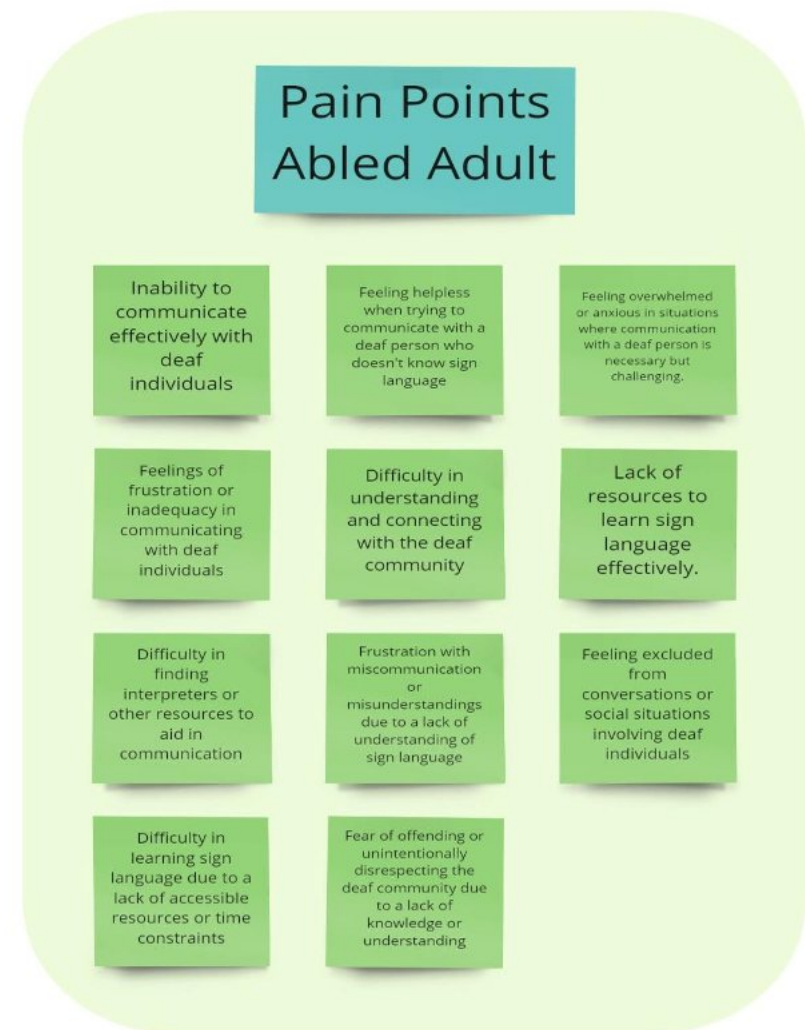 Pain Points
Abled Adult
Inability to
communicate
effectively with
deaf
individuals
Feeling helpless
when trying to
communicate with a
deaf person who
doesn't know sign
language
Feeling overwhelmed
or anxious in situations
where communication
with a deaf person is
necessary but
challenging.
Feelings of
frustration or
inadequacy in
communicating
with deaf
individuals
Difficulty in
understanding
and connecting
with the deaf
community
Lack of
resources to
learn sign
language
effectively.
Difficulty in
finding
interpreters or
other resources to
aid in
communication
Frustration with
miscommunication
or
misunderstandings
due to a lack of
understanding of
sign language
Feeling excluded
from
conversations or
social situations
involving deaf
individuals
Difficulty in
learning sign
language due to a
lack of accessible
resources or time
constraints
Fear of offending or
unintentionally
disrespecting the
deaf community due
to a lack of
knowledge or
understanding